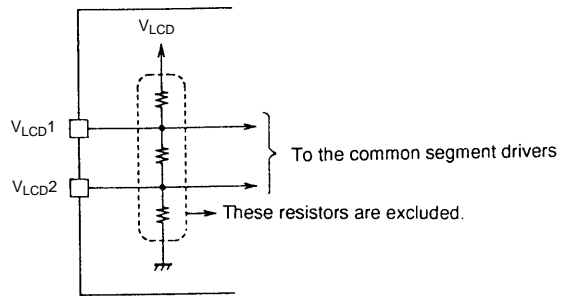 VLCD
VLCD1
To the common segment drivers
VLCD2
These resistors are excluded.